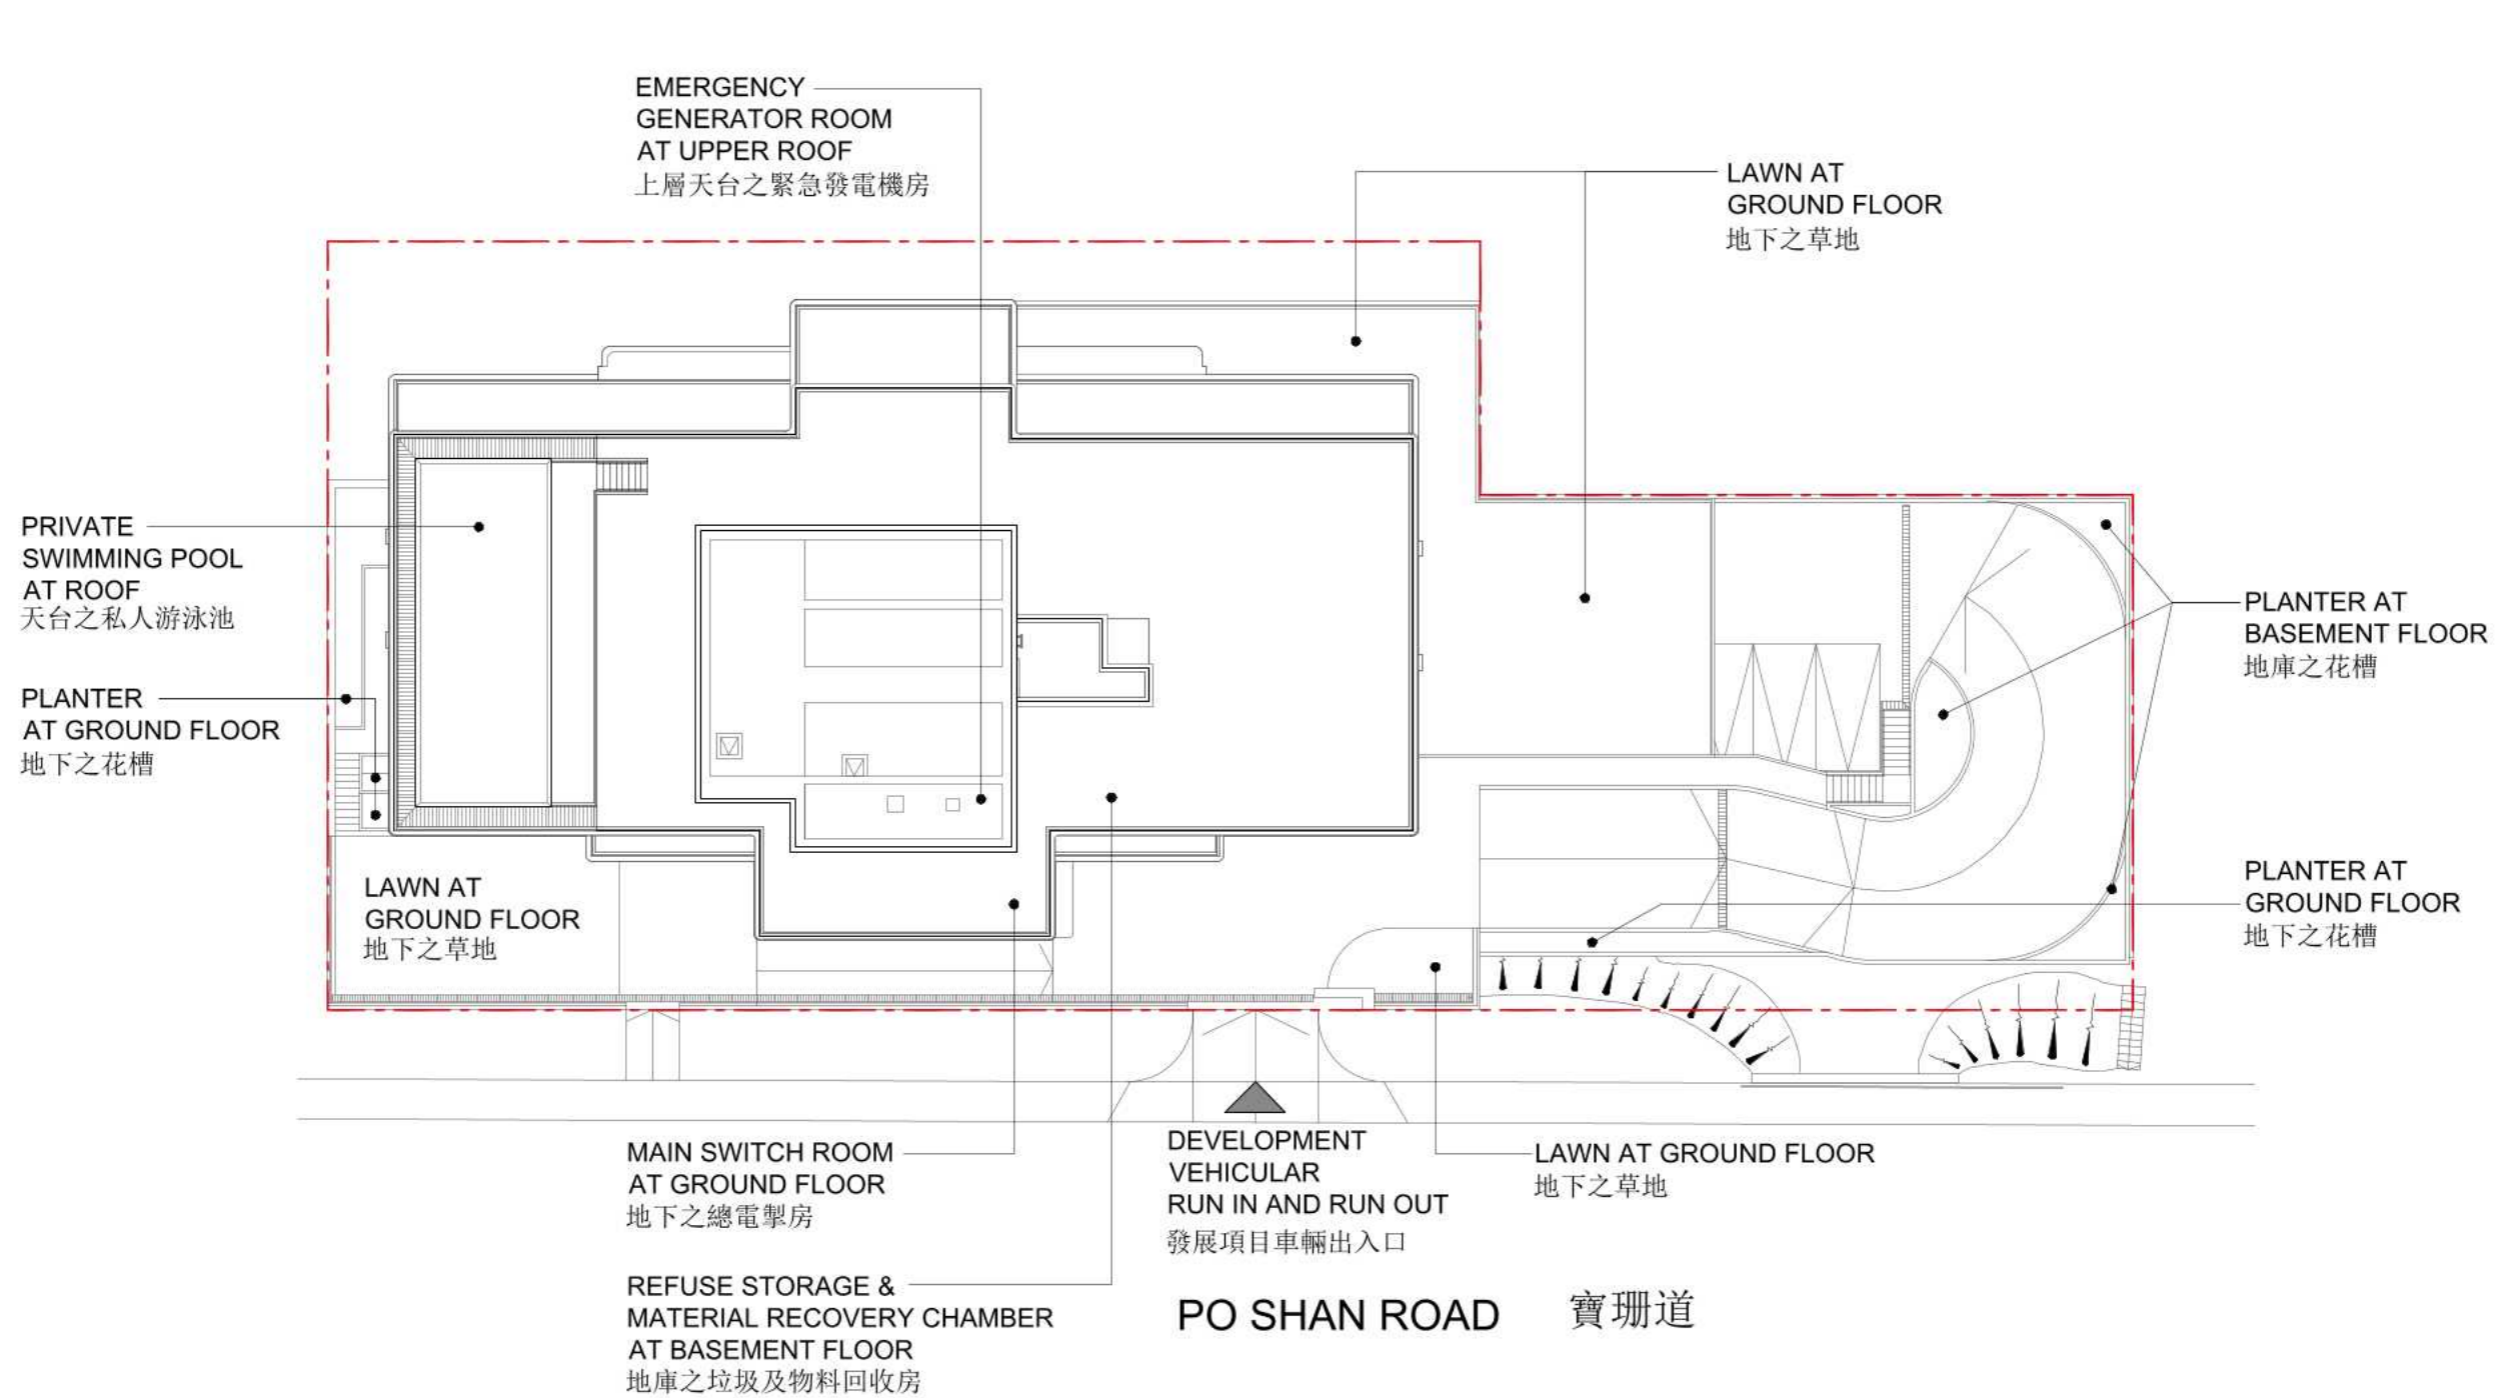 EMERGENCY
GENERATOR ROOM
AT UPPER ROOF
上層天台之緊急發電機房
LAWN AT
GROUND FLOOR
地下之草地
PRIVATE
SWIMMING POOL
AT ROOF
天台之私人游泳池
PLANTER AT
BASEMENT FLOOR
地庫之花槽
PLANTER
AT GROUND FLOOR
地下之花槽
LAWN AT
GROUND FLOOR
地下之草地
PLANTER AT
GROUND FLOOR
地下之花槽
MAIN SWITCH ROOM
AT GROUND FLOOR
地下之總電掣房
DEVELOPMENT
VEHICULAR
RUN IN AND RUN OUT
發展項目車輛出入口
LAWN AT GROUND FLOOR
地下之草地
REFUSE STORAGE &
MATERIAL RECOVERY CHAMBER
AT BASEMENT FLOOR
地庫之垃圾及物料回收房
PO SHAN ROAD 寶珊道